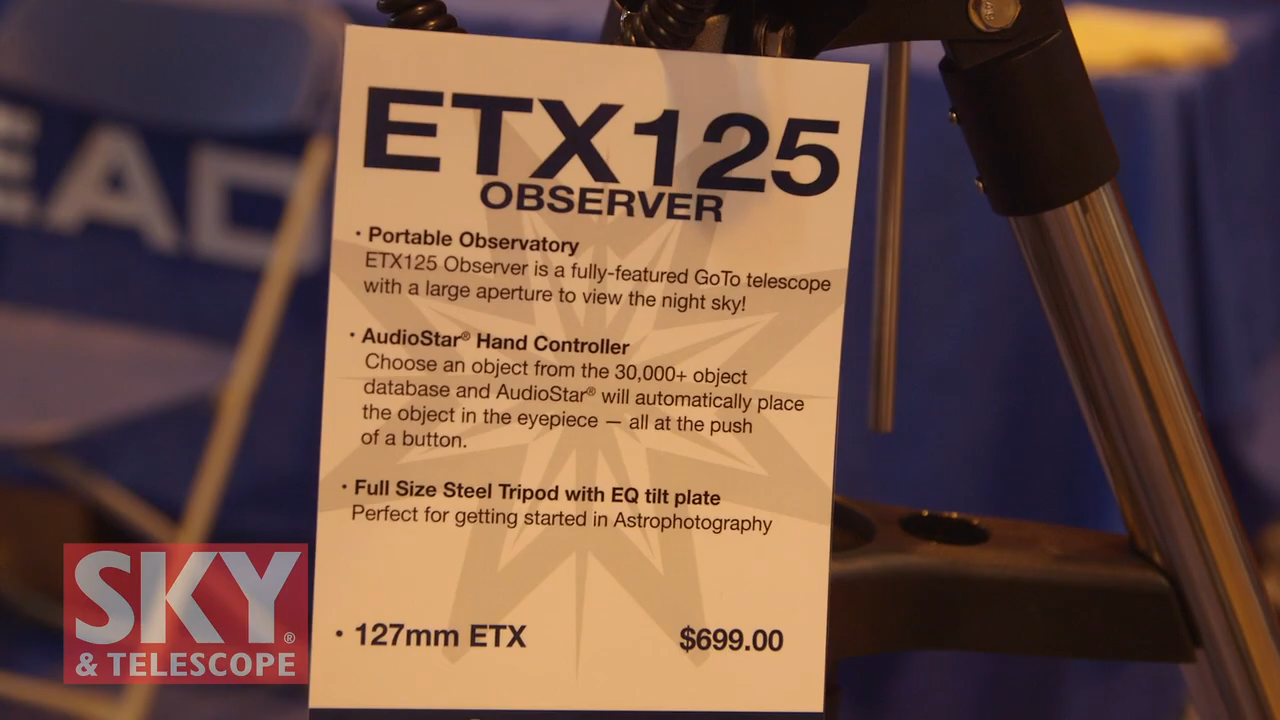 EAD
ETX125
OBSERVER
· Portable Observatory
ETX125 Observer is a fully-featured GoTo telescope
with a large aperture to view the night sky!
· AudioStar® Hand Controller
Choose an object from the 30,000+ object
database and AudioStar® will automatically place
the object in the eyepiece — all at the push
of a button.
· Full Size Steel Tripod with EQ tilt plate
Perfect for getting started in Astrophotography
· 127mm ETX $699.00
SKY®
& TELESCOPE